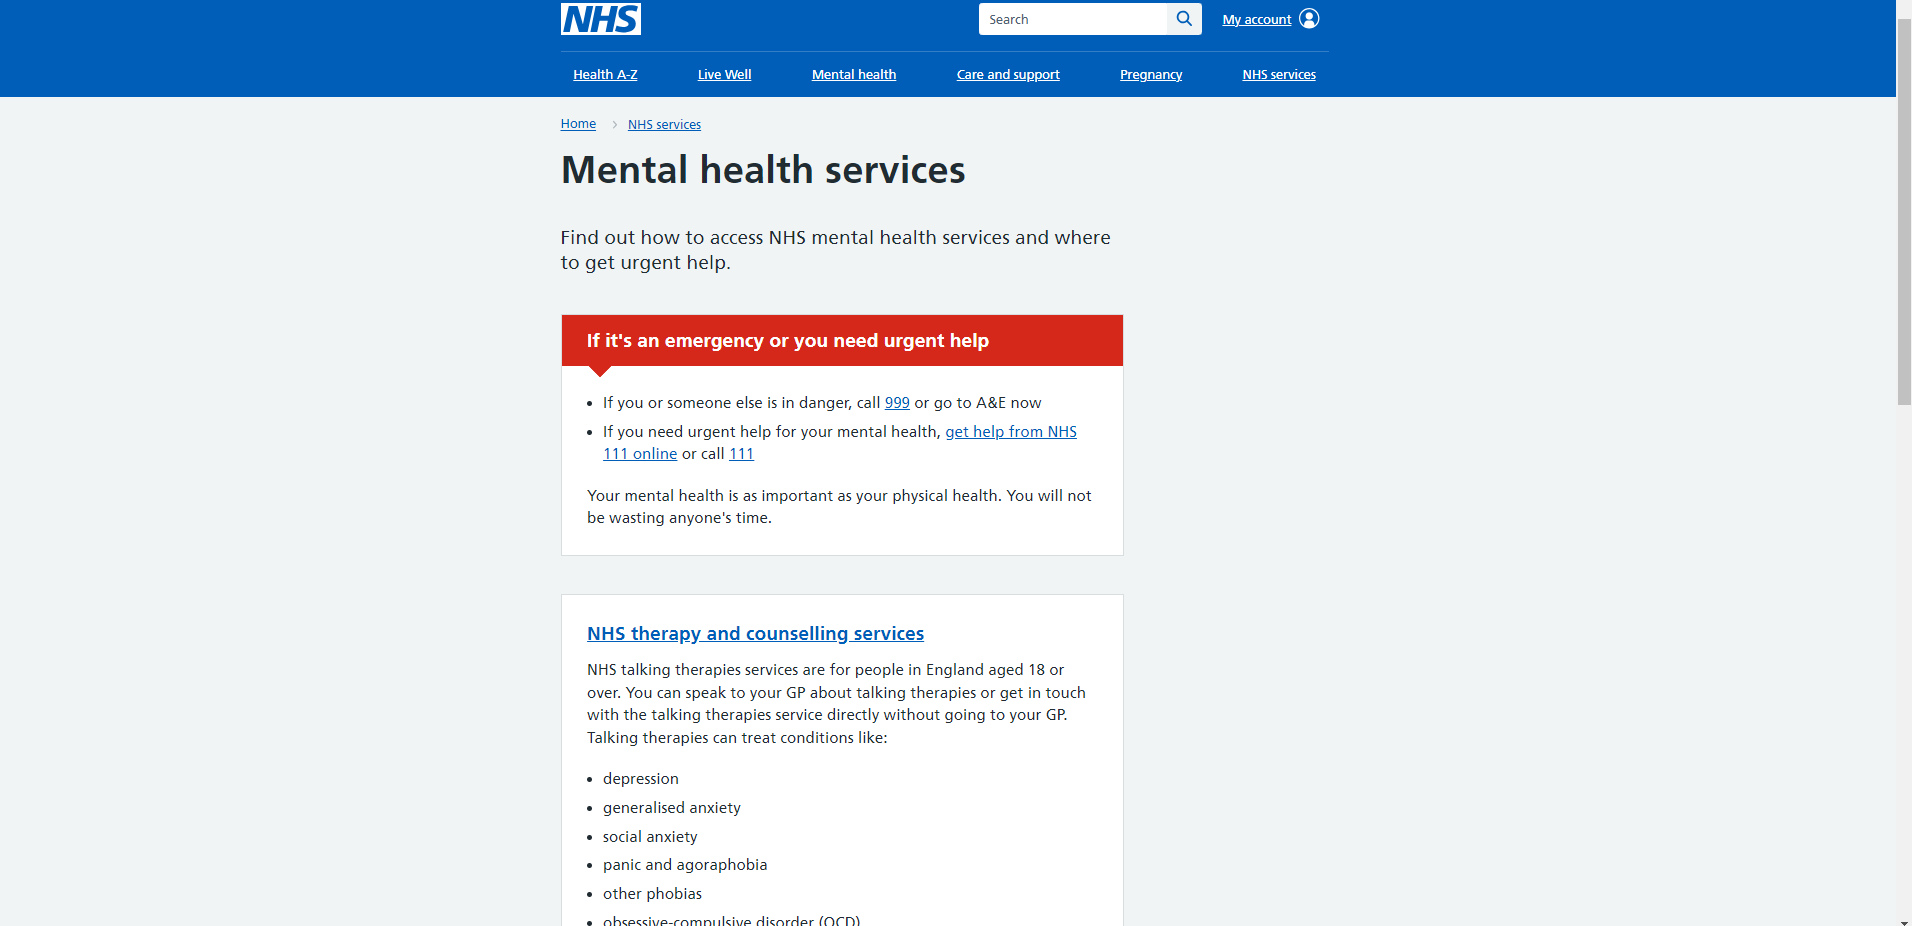 NHS
Search
My account
Health A-Z
Live Well
Mental health
Care and support
Pregnancy
NHS services
Home
NHS services
Mental health services
Find out how to access NHS mental health services and where
to get urgent help.
If it's an emergency or you need urgent help
If you or someone else is in danger, call 999 or go to A&E now
If you need urgent help for your mental health, get help from NHS
111 online or call 111
Your mental health is as important as your physical health. You will not
be wasting anyone's time.
NHS therapy and counselling services
NHS talking therapies services are for people in England aged 18 or
over. You can speak to your GP about talking therapies or get in touch
with the talking therapies service directly without going to your GP.
Talking therapies can treat conditions like:
depression
generalised anxiety
social anxiety
panic and agoraphobia
other phobias
obsessive-compulsive disorder (OCD)